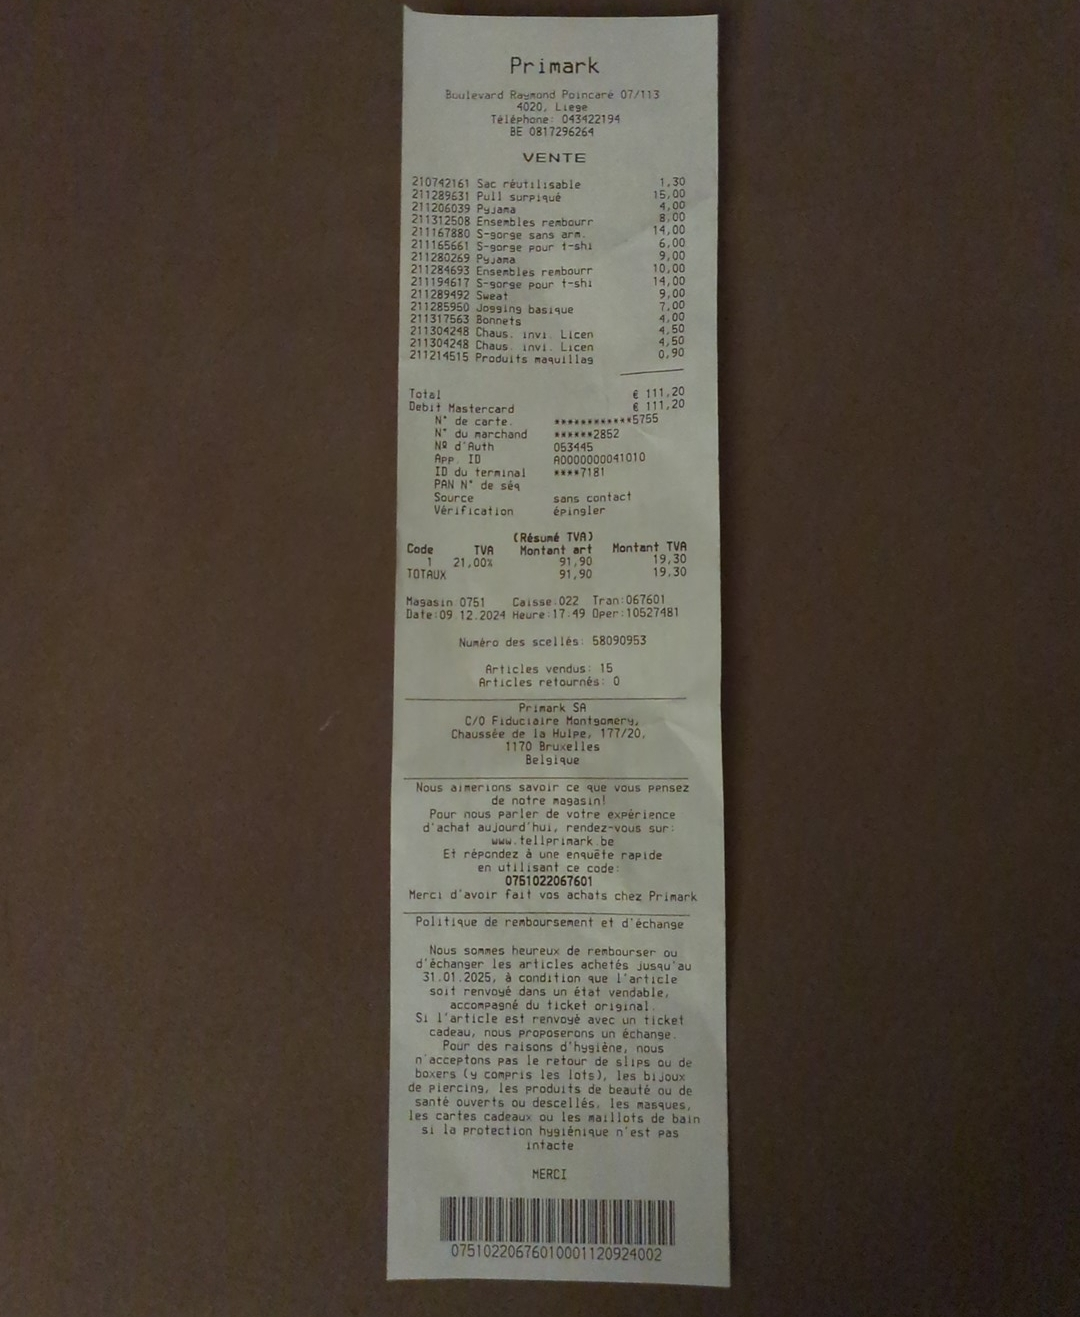 Primark
Boulevard Raymond Poincare 07/113
4020, Liege
Téléphone: 043422194
BE 0817296264
VENTE
210742161 Sac réutilisable 1,30
211289631 Pull surpiqué 15,00
211206039 Pyjama 4,00
211312508 Ensembles rembourr 8,00
211167880 S-gorge sans arm. 14,00
211165661 S-gorge pour t-shi 6,00
211280269 Pyjama 9,00
211284693 Ensembles rembourr 10,00
211194617 S-gorge pour t-shi 14,00
211289492 Sweat 9,00
211285950 Jogging basique 7,00
211317563 Bonnets 4,00
211304248 Chaus. invi. Licen 4,50
211304248 Chaus. invi. Licen 4,50
211214515 Produits maquillag 0,90
Total € 111,20
Debit Mastercard € 111,20
N° de carte. ************5755
N° du marchand ******2852
Nº d'Auth 053445
App. ID A0000000041010
ID du terminal ****7181
PAN N° de séq
Source sans contact
Vérification épingler
(Résumé TVA)
Code TVA Montant art Montant TVA
1 21,00% 91,90 19,30
TOTAUX 91,90 19,30
Magasin 0751 Caisse:022 Tran:067601
Date:09.12.2024 Heure:17:49 Oper:10527481
Numéro des scellés: 58090953
Articles vendus: 15
Articles retournés: 0
Primark SA
C/O Fiduciaire Montgomery,
Chaussée de la Hulpe, 177/20,
1170 Bruxelles
Belgique
Nous aimerions savoir ce que vous pensez
de notre magasin!
Pour nous parler de votre expérience
d'achat aujourd'hui, rendez-vous sur:
www.tellprimark.be
Et répondez à une enquête rapide
en utilisant ce code:
0751022067601
Merci d'avoir fait vos achats chez Primark
Politique de remboursement et d'échange
Nous sommes heureux de rembourser ou
d'échanger les articles achetés jusqu'au
31.01.2025, à condition que l'article
soit renvoyé dans un état vendable,
accompagné du ticket original.
Si l'article est renvoyé avec un ticket
cadeau, nous proposerons un échange.
Pour des raisons d'hygiène, nous
n'acceptons pas le retour de slips ou de
boxers (y compris les lots), les bijoux
de piercing, les produits de beauté ou de
santé ouverts ou descellés, les masques,
les cartes cadeaux ou les maillots de bain
si la protection hygiénique n'est pas
intacte
MERCI
07510220676010001120924002